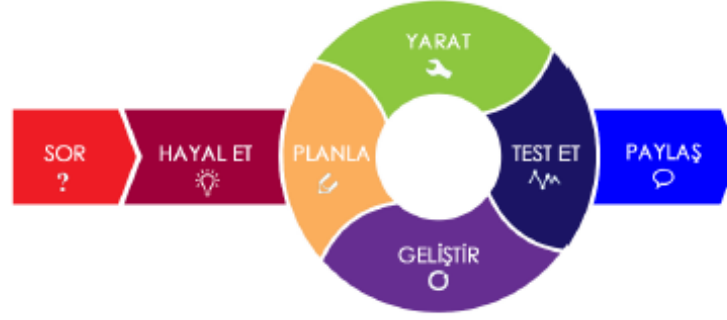 SOR
?
HAYAL ET
PLANLA
YARAT
TEST ET
GELİŞTİR
PAYLAŞ